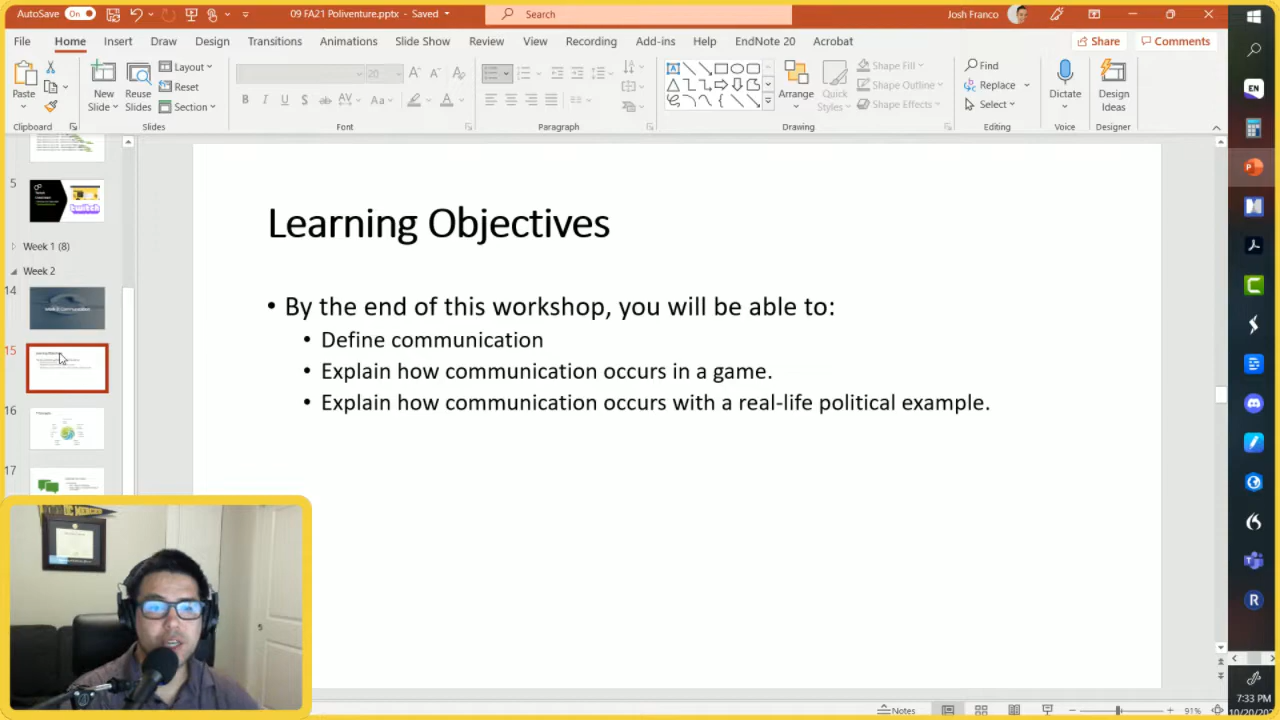 AutoSave On 09 FA21 Poliventure.pptx - Saved Search Josh Franco
File Home Insert Draw Design Transitions Animations Slide Show Review View Recording Add-ins Help EndNote 20 Acrobat Share Comments
Paste
New
Slide
Reuse
Slides
Layout
Reset
Section
20
Arrange
Quick
Styles
Shape Fill
Shape Outline
Shape Effects
Find
Replace
Select
Dictate
Design
Ideas
Clipboard Slides Font Paragraph Drawing Editing Voice Designer
EN
5
Week 1 (8)
Week 2
14
15
16
17
Learning Objectives
• By the end of this workshop, you will be able to:
• Define communication
• Explain how communication occurs in a game.
• Explain how communication occurs with a real-life political example.
Notes 91%
7:33 PM